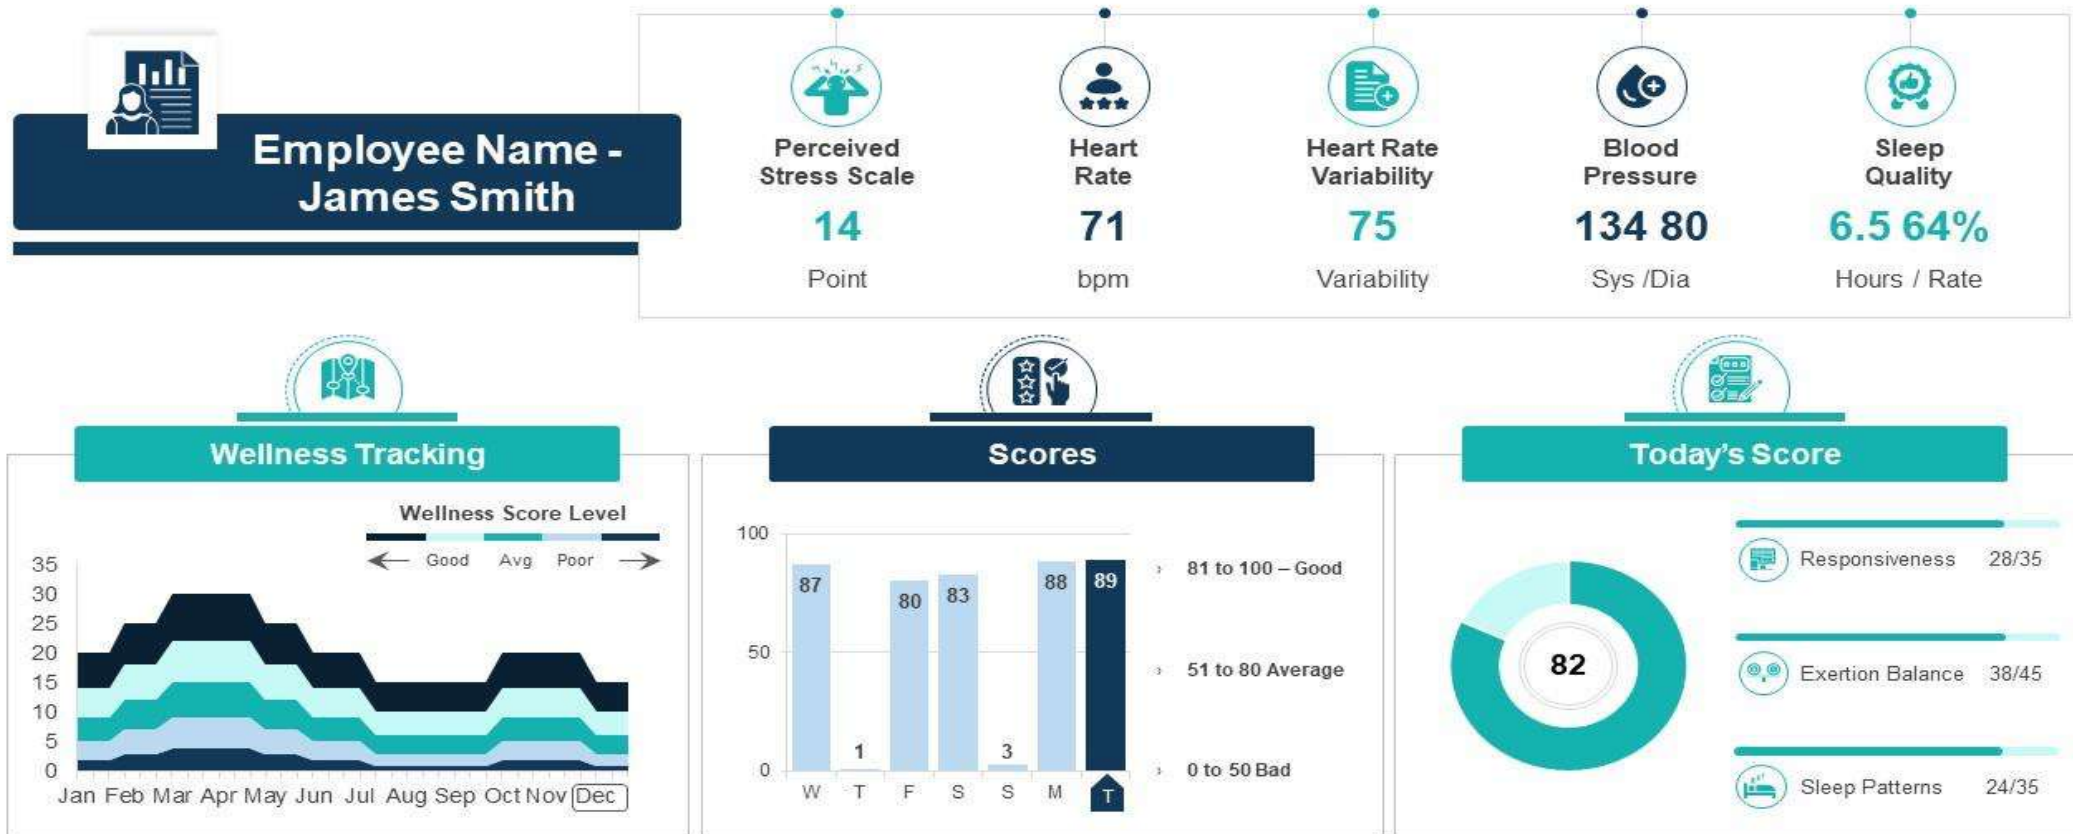 Employee Name -
James Smith
Perceived
Stress Scale
14
Point
Heart
Rate
71
bpm
Heart Rate
Variability
75
Variability
Blood
Pressure
134 80
Sys /Dia
Sleep
Quality
6.5 64%
Hours / Rate
Wellness Tracking
Wellness Score Level
Good Avg Poor
35
30
25
20
15
10
5
0
Jan Feb Mar Apr May Jun Jul Aug Sep Oct Nov Dec
Scores
100
50
0
87
1
80
83
3
88
89
W T F S S M T
› 81 to 100 – Good
› 51 to 80 Average
› 0 to 50 Bad
Today's Score
82
Responsiveness 28/35
Exertion Balance 38/45
Sleep Patterns 24/35